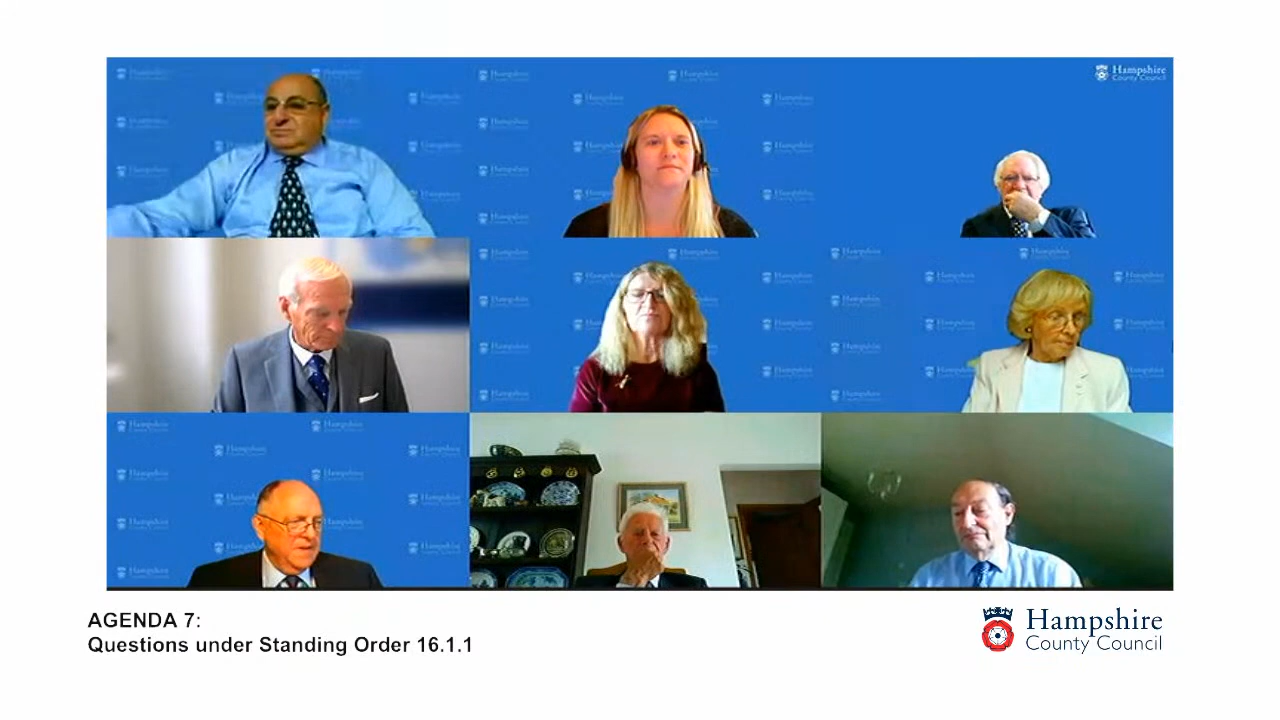 Hampshire
County Council
AGENDA 7:
Questions under Standing Order 16.1.1
Hampshire
County Council